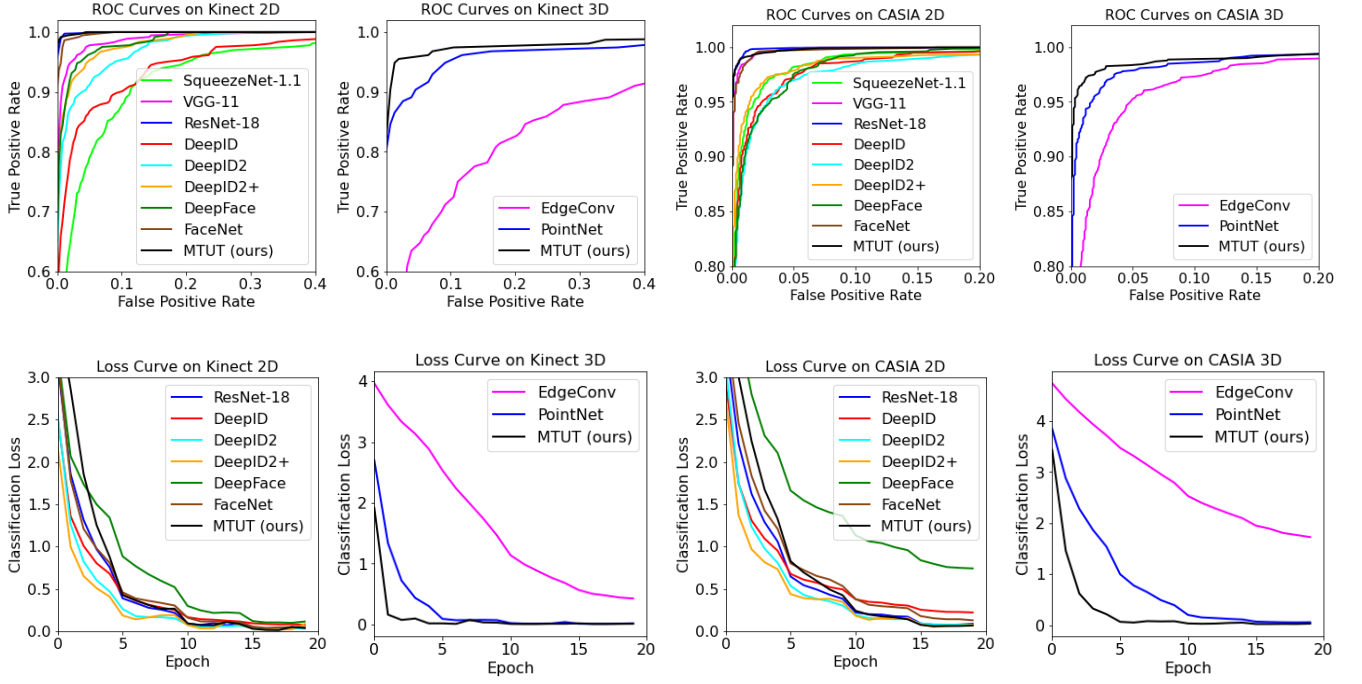 ROC Curves on Kinect 2D
True Positive Rate
1.0
0.9
0.8
0.7
0.6
SqueezeNet-1.1
VGG-11
ResNet-18
DeepID
DeepID2
DeepID2+
DeepFace
FaceNet
MTUT (ours)
0.0 0.1 0.2 0.3 0.4
False Positive Rate
ROC Curves on Kinect 3D
True Positive Rate
1.0
0.9
0.8
0.7
0.6
EdgeConv
PointNet
MTUT (ours)
0.0 0.1 0.2 0.3 0.4
False Positive Rate
ROC Curves on CASIA 2D
True Positive Rate
1.00
0.95
0.90
0.85
0.80
SqueezeNet-1.1
VGG-11
ResNet-18
DeepID
DeepID2
DeepID2+
DeepFace
FaceNet
MTUT (ours)
0.00 0.05 0.10 0.15 0.20
False Positive Rate
ROC Curves on CASIA 3D
True Positive Rate
1.00
0.95
0.90
0.85
0.80
EdgeConv
PointNet
MTUT (ours)
0.00 0.05 0.10 0.15 0.20
False Positive Rate
Loss Curve on Kinect 2D
Classification Loss
3.0
2.5
2.0
1.5
1.0
0.5
0.0
ResNet-18
DeepID
DeepID2
DeepID2+
DeepFace
FaceNet
MTUT (ours)
0 5 10 15 20
Epoch
Loss Curve on Kinect 3D
Classification Loss
4
3
2
1
0
EdgeConv
PointNet
MTUT (ours)
0 5 10 15 20
Epoch
Loss Curve on CASIA 2D
Classification Loss
3.0
2.5
2.0
1.5
1.0
0.5
0.0
ResNet-18
DeepID
DeepID2
DeepID2+
DeepFace
FaceNet
MTUT (ours)
0 5 10 15 20
Epoch
Loss Curve on CASIA 3D
Classification Loss
4
2
0
EdgeConv
PointNet
MTUT (ours)
0 5 10 15 20
Epoch